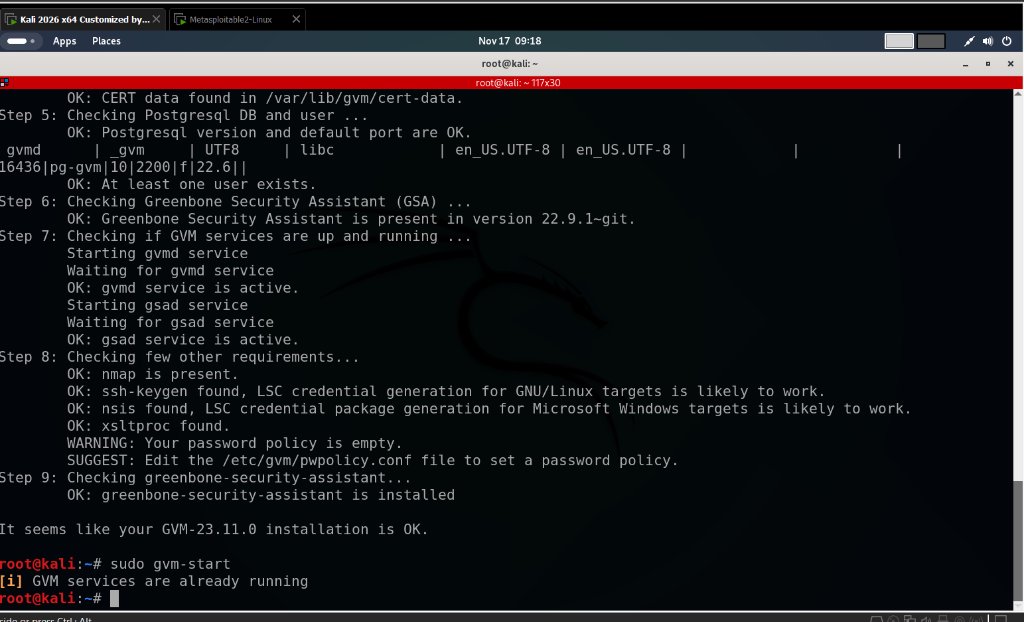 Kali 2026 x64 Customized by... Metasploitable2-Linux
Apps Places Nov 17 09:18
root@kali: ~
root@kali: ~ 117x30
OK: CERT data found in /var/lib/gvm/cert-data.
Step 5: Checking Postgresql DB and user ...
OK: Postgresql version and default port are OK.
gvmd | _gvm | UTF8 | libc | en_US.UTF-8 | en_US.UTF-8 | | |
16436|pg-gvm|10|2200|f|22.6||
OK: At least one user exists.
Step 6: Checking Greenbone Security Assistant (GSA) ...
OK: Greenbone Security Assistant is present in version 22.9.1~git.
Step 7: Checking if GVM services are up and running ...
Starting gvmd service
Waiting for gvmd service
OK: gvmd service is active.
Starting gsad service
Waiting for gsad service
OK: gsad service is active.
Step 8: Checking few other requirements...
OK: nmap is present.
OK: ssh-keygen found, LSC credential generation for GNU/Linux targets is likely to work.
OK: nsis found, LSC credential package generation for Microsoft Windows targets is likely to work.
OK: xsltproc found.
WARNING: Your password policy is empty.
SUGGEST: Edit the /etc/gvm/pwpolicy.conf file to set a password policy.
Step 9: Checking greenbone-security-assistant...
OK: greenbone-security-assistant is installed
It seems like your GVM-23.11.0 installation is OK.
root@kali:~# sudo gvm-start
[i] GVM services are already running
root@kali:~#
or press Ctrl+Alt.